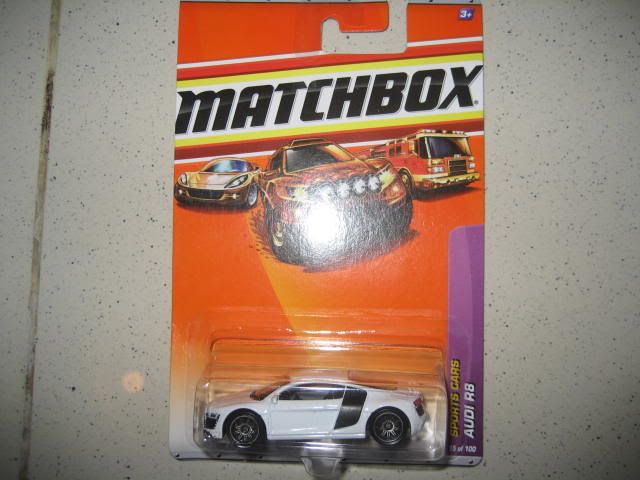 3+
MATCHBOX
SPORTS CARS
AUDI R8
of 100